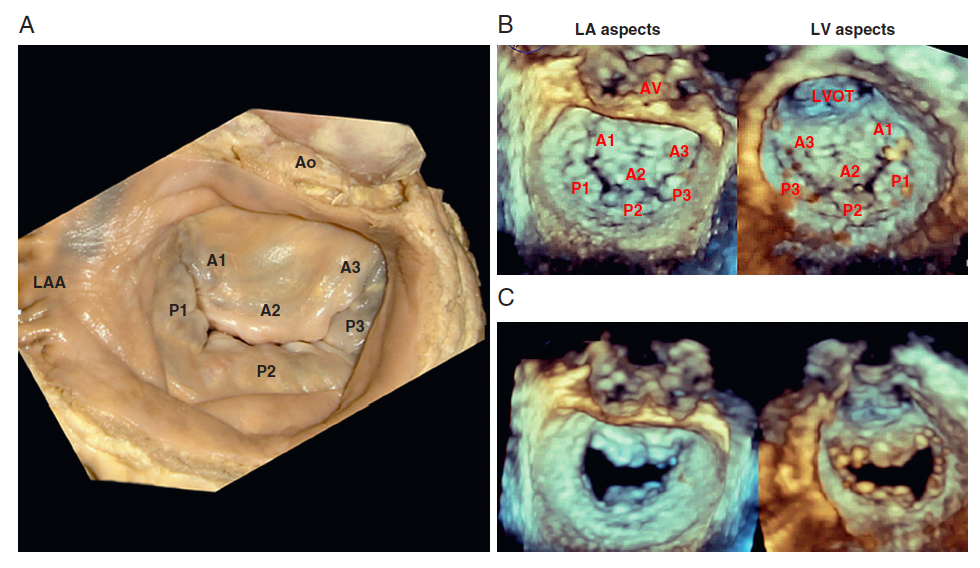 A
Ao
LAA
A1
A3
P1
A2
P3
P2
B
LA aspects
LV aspects
AV
A1
A3
A2
P1
P3
P2
LVOT
A1
A3
A2
P3
P1
P2
C